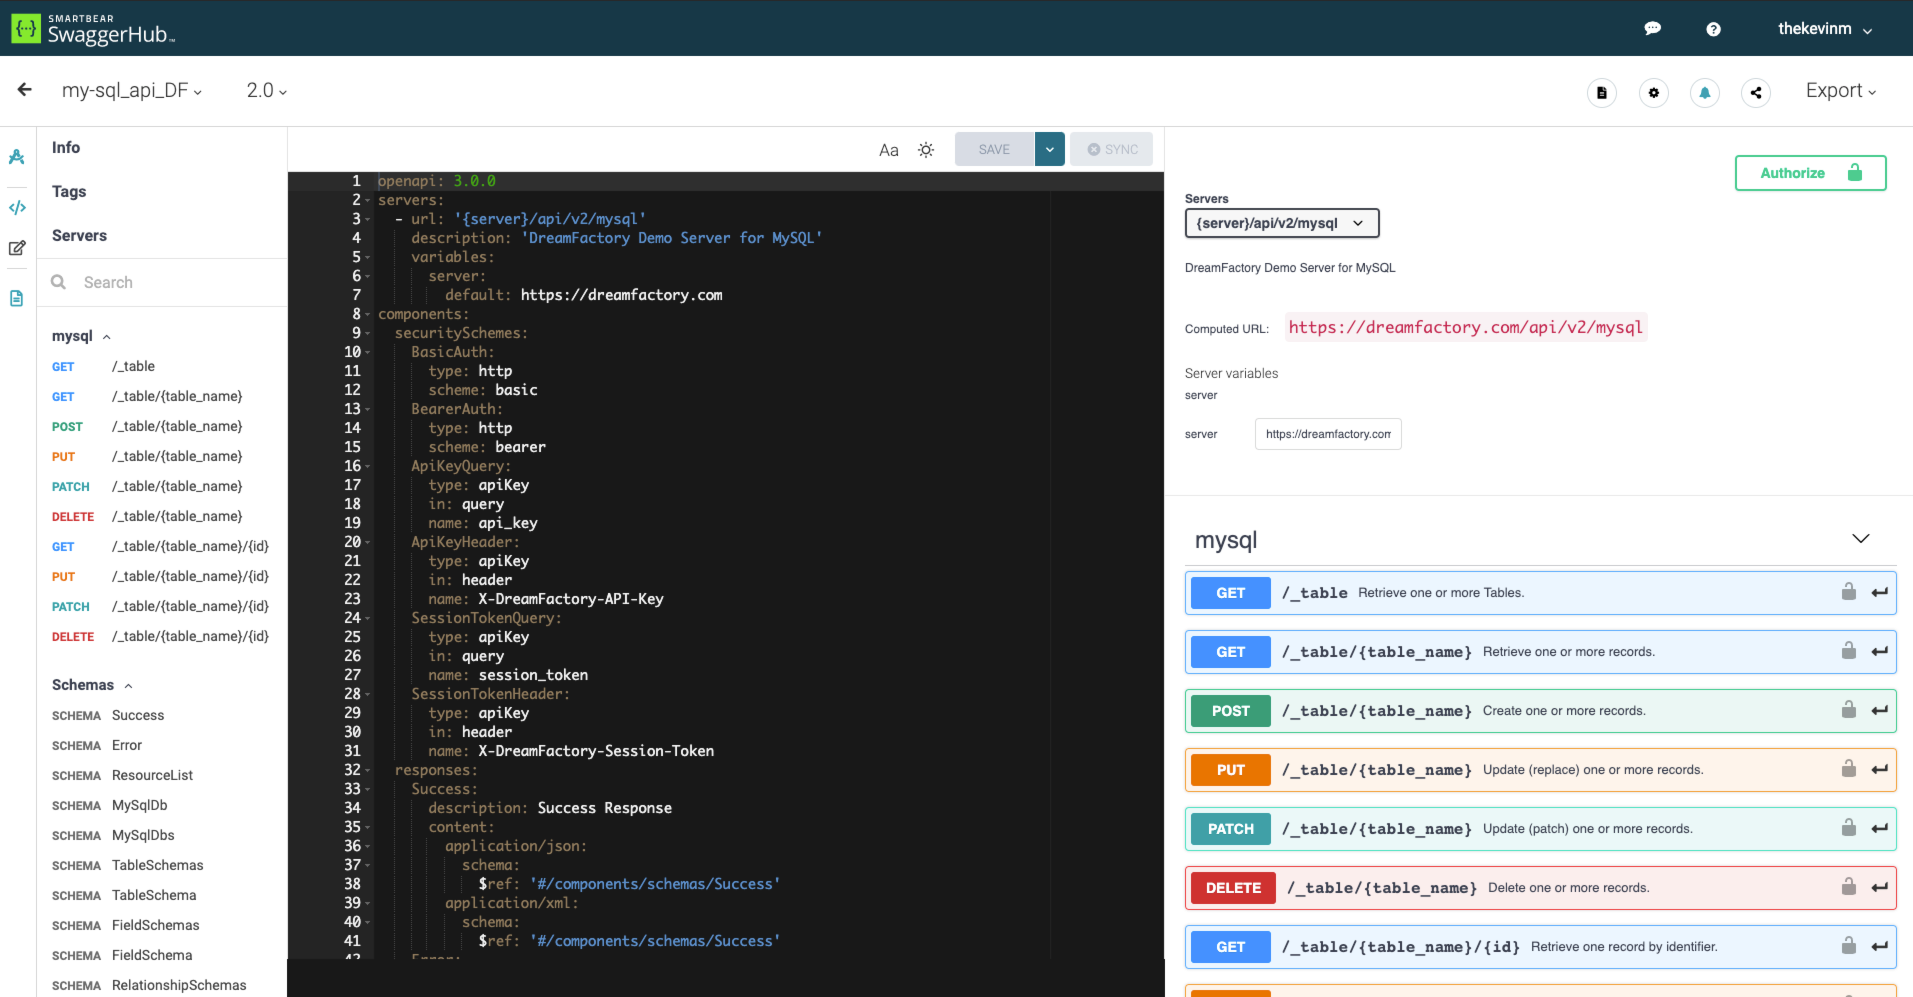 SMARTBEAR
SwaggerHub™
thekevinm
my-sql_api_DF
2.0
Export
Info
Tags
Servers
Search
mysql
GET /_table
GET /_table/{table_name}
POST /_table/{table_name}
PUT /_table/{table_name}
PATCH /_table/{table_name}
DELETE /_table/{table_name}
GET /_table/{table_name}/{id}
PUT /_table/{table_name}/{id}
PATCH /_table/{table_name}/{id}
DELETE /_table/{table_name}/{id}
Schemas
SCHEMA Success
SCHEMA Error
SCHEMA ResourceList
SCHEMA MySqlDb
SCHEMA MySqlDbs
SCHEMA TableSchemas
SCHEMA TableSchema
SCHEMA FieldSchemas
SCHEMA FieldSchema
SCHEMA RelationshipSchemas
Aa
SAVE
SYNC
1 openapi: 3.0.0
2 servers:
3 - url: '{server}/api/v2/mysql'
4 description: 'DreamFactory Demo Server for MySQL'
5 variables:
6 server:
7 default: https://dreamfactory.com
8 components:
9 securitySchemes:
10 BasicAuth:
11 type: http
12 scheme: basic
13 BearerAuth:
14 type: http
15 scheme: bearer
16 ApiKeyQuery:
17 type: apiKey
18 in: query
19 name: api_key
20 ApiKeyHeader:
21 type: apiKey
22 in: header
23 name: X-DreamFactory-API-Key
24 SessionTokenQuery:
25 type: apiKey
26 in: query
27 name: session_token
28 SessionTokenHeader:
29 type: apiKey
30 in: header
31 name: X-DreamFactory-Session-Token
32 responses:
33 Success:
34 description: Success Response
35 content:
36 application/json:
37 schema:
38 $ref: '#/components/schemas/Success'
39 application/xml:
40 schema:
41 $ref: '#/components/schemas/Success'
42 Error:
Authorize
Servers
{server}/api/v2/mysql
DreamFactory Demo Server for MySQL
Computed URL: https://dreamfactory.com/api/v2/mysql
Server variables
server
server https://dreamfactory.com
mysql
GET /_table Retrieve one or more Tables.
GET /_table/{table_name} Retrieve one or more records.
POST /_table/{table_name} Create one or more records.
PUT /_table/{table_name} Update (replace) one or more records.
PATCH /_table/{table_name} Update (patch) one or more records.
DELETE /_table/{table_name} Delete one or more records.
GET /_table/{table_name}/{id} Retrieve one record by identifier.